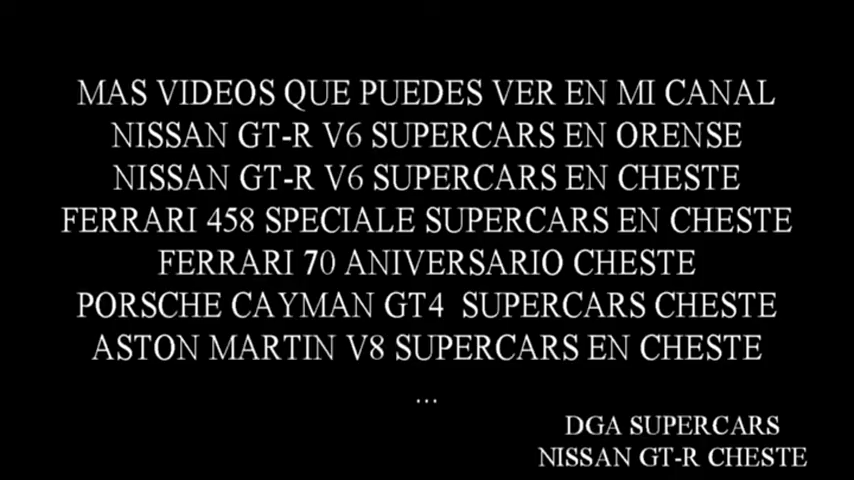 MAS VIDEOS QUE PUEDES VER EN MI CANAL
NISSAN GT-R V6 SUPERCARS EN ORENSE
NISSAN GT-R V6 SUPERCARS EN CHESTE
FERRARI 458 SPECIALE SUPERCARS EN CHESTE
FERRARI 70 ANIVERSARIO CHESTE
PORSCHE CAYMAN GT4 SUPERCARS CHESTE
ASTON MARTIN V8 SUPERCARS EN CHESTE
...
DGA SUPERCARS
NISSAN GT-R CHESTE